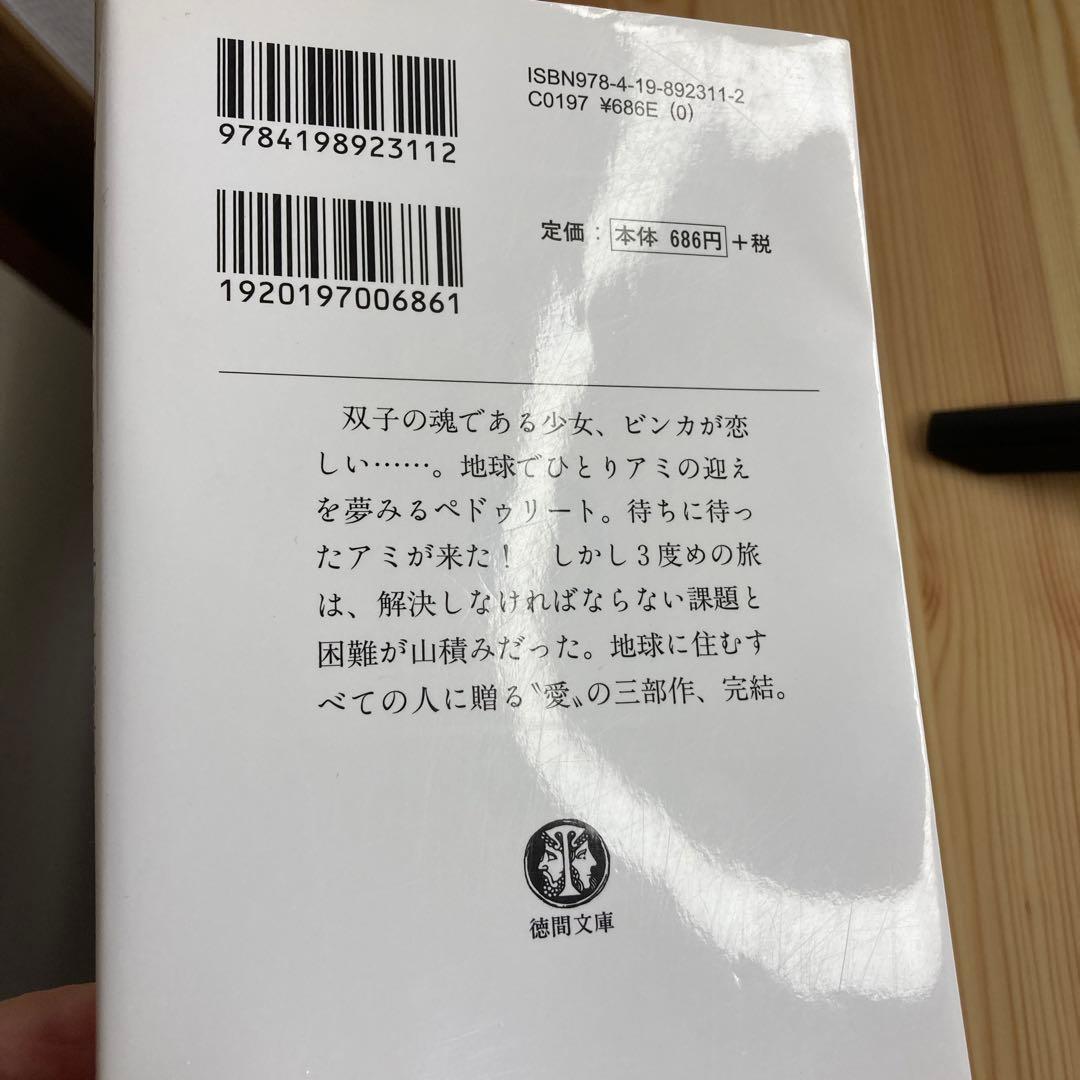 ISBN978-4-19-892311-2
C0197 ¥686E (0)
9784198923112
定価：本体 686円＋税
1920197006861
双子の魂である少女、ビンカが恋
しい……。地球でひとりアミの迎え
を夢みるペドゥリート。待ちに待っ
たアミが来た！　しかし３度めの旅
は、解決しなければならない課題と
困難が山積みだった。地球に住むす
べての人に贈る〝愛〟の三部作、完結。
徳間文庫